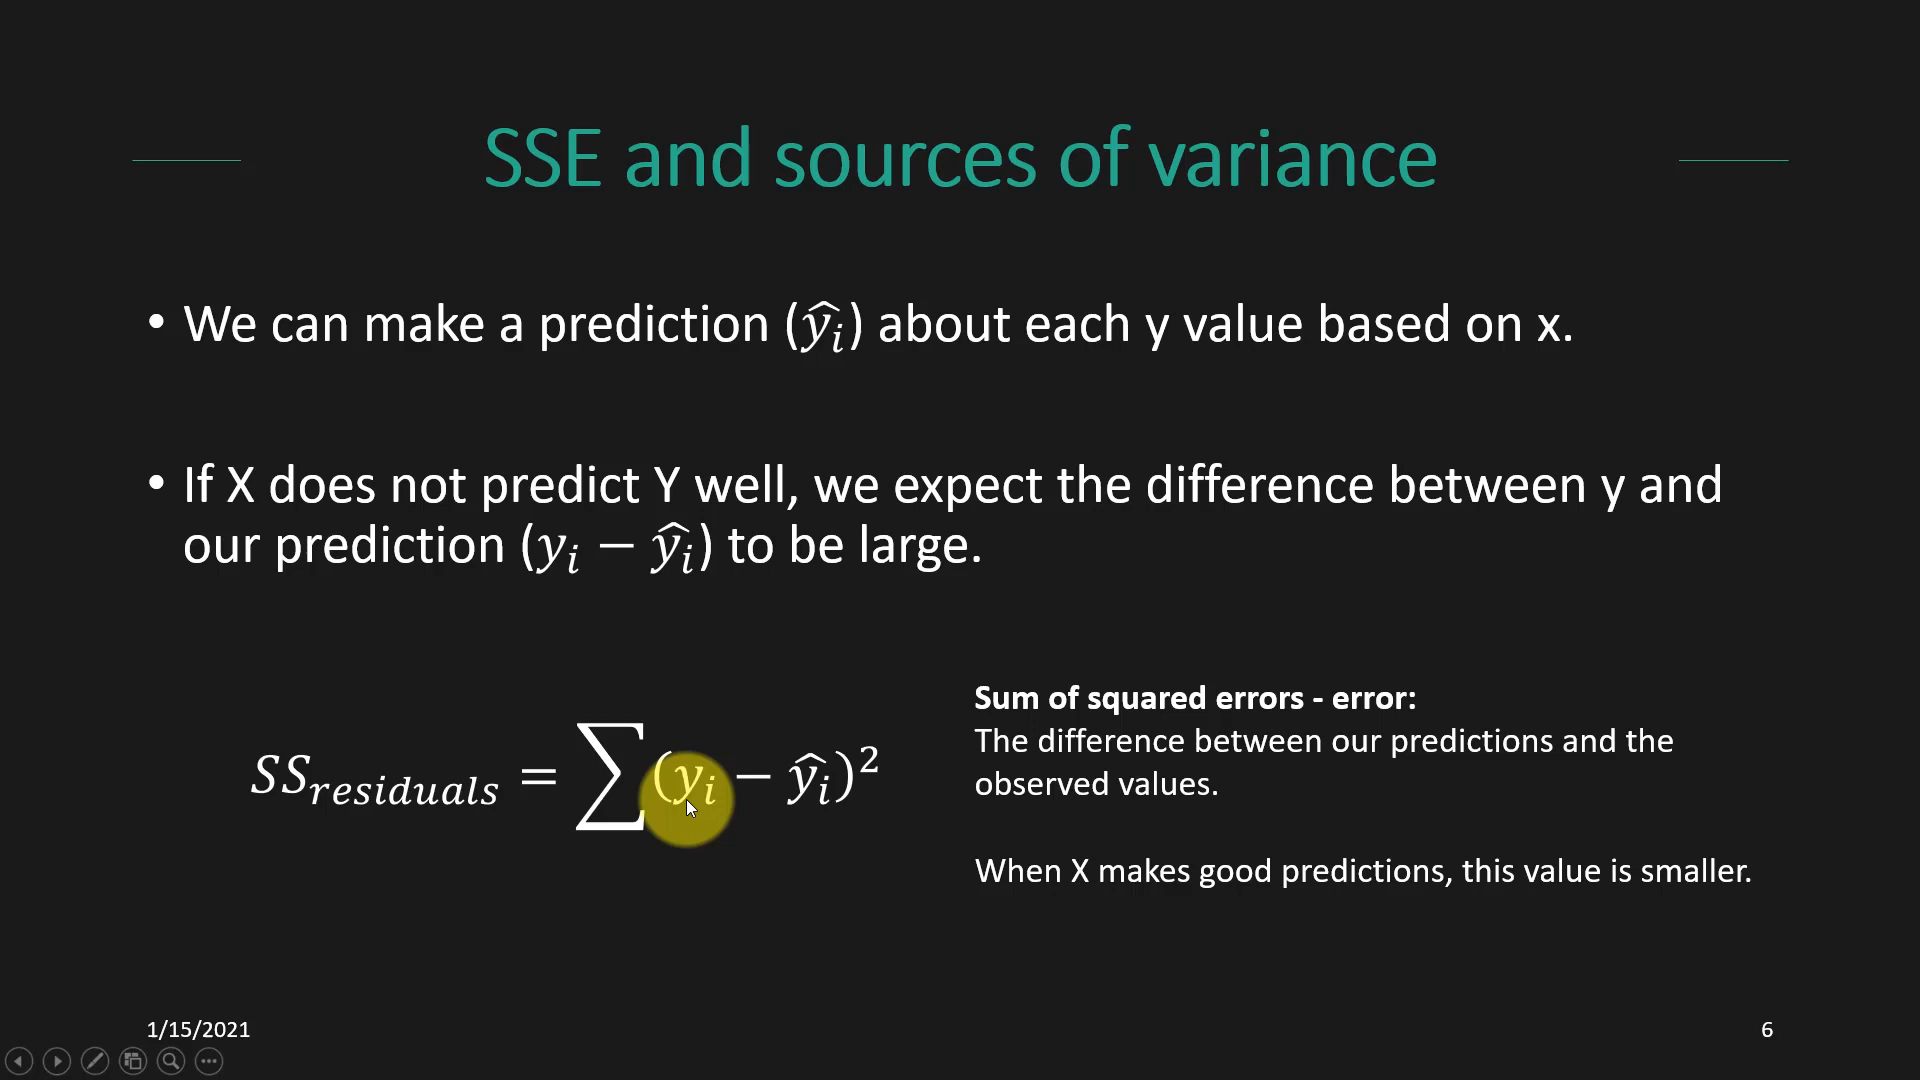 SSE and sources of variance
• We can make a prediction (ŷᵢ) about each y value based on x.
• If X does not predict Y well, we expect the difference between y and
our prediction (yᵢ − ŷᵢ) to be large.
SS_residuals = ∑(yᵢ − ŷᵢ)²
Sum of squared errors - error:
The difference between our predictions and the
observed values.
When X makes good predictions, this value is smaller.
1/15/2021
6